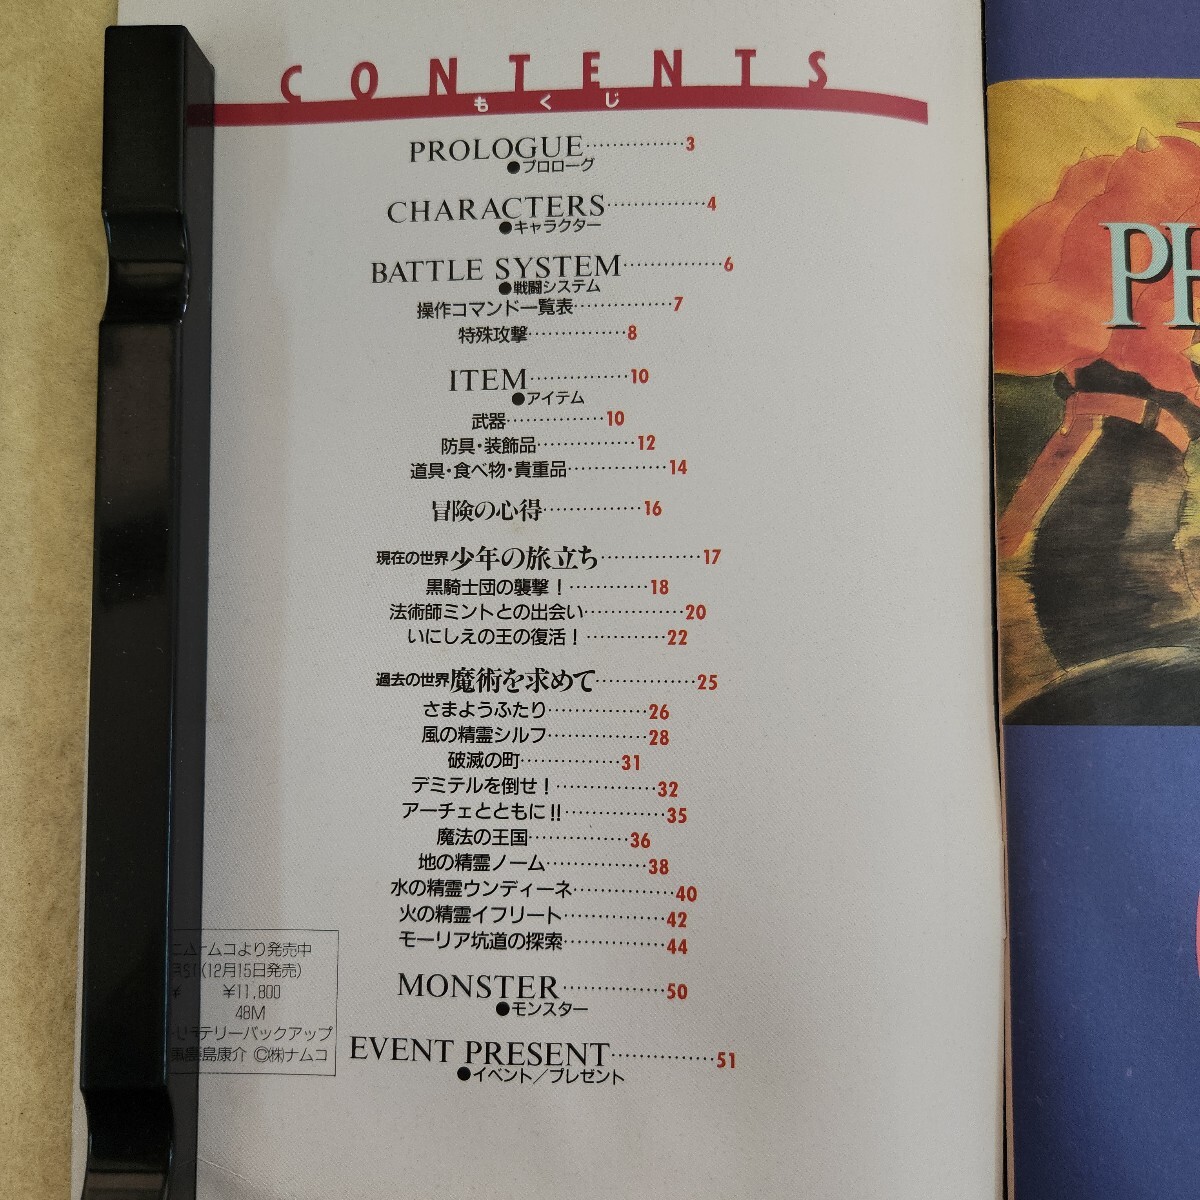 CONTENTS
もくじ
PROLOGUE……………3
●プロローグ
CHARACTERS……………4
●キャラクター
BATTLE SYSTEM……………6
●戦闘システム
操作コマンド一覧表……………7
特殊攻撃……………8
ITEM……………10
●アイテム
武器……………10
防具・装飾品……………12
道具・食べ物・貴重品……………14
冒険の心得……………16
現在の世界 少年の旅立ち……………17
黒騎士団の襲撃！…………18
法術師ミントとの出会い……………20
いにしえの王の復活！…………22
過去の世界 魔術を求めて……………25
さまようふたり……………26
風の精霊シルフ……………28
破滅の町……………31
デミテルを倒せ！……………32
アーチェとともに!!……………35
魔法の王国……………36
地の精霊ノーム……………38
水の精霊ウンディーネ……………40
火の精霊イフリート……………42
モーリア坑道の探索……………44
MONSTER……………50
●モンスター
EVENT PRESENT……………51
●イベント／プレゼント
ムコより発売中
(12月15日発売)
￥11,800
48M
テリーバックアップ
島康介 ©㈱ナムコ
PH